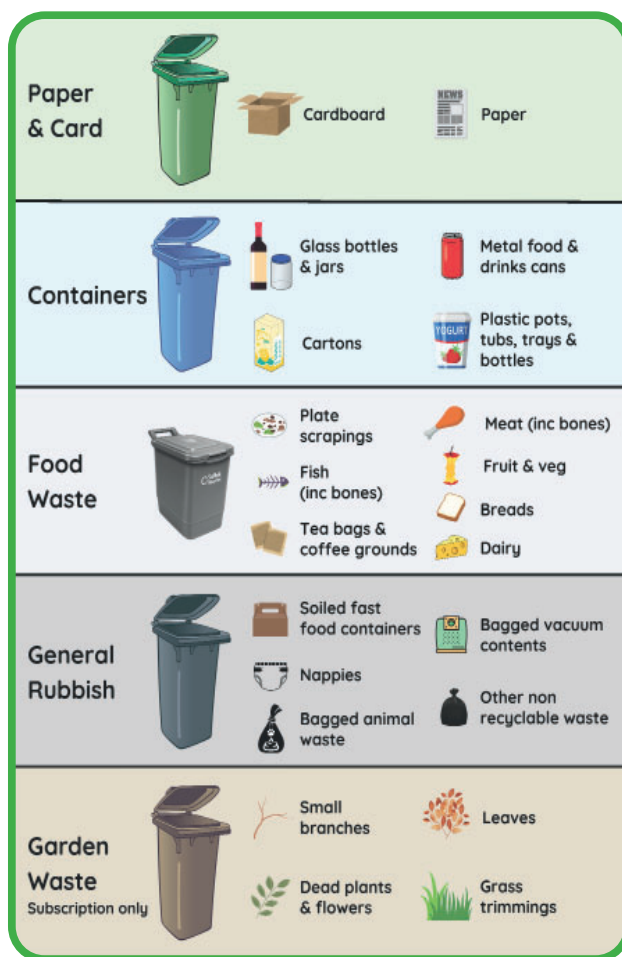 Paper
& Card
Cardboard
NEWS
Paper
Containers
Glass bottles
& jars
Metal food &
drinks cans
Cartons
YOGURT
Plastic pots,
tubs, trays &
bottles
Food
Waste
Plate
scrapings
Meat (inc bones)
Fish
(inc bones)
Fruit & veg
Breads
Tea bags &
coffee grounds
Dairy
General
Rubbish
Soiled fast
food containers
Bagged vacuum
contents
Nappies
Other non
recyclable waste
Bagged animal
waste
Garden
Waste
Subscription only
Small
branches
Leaves
Dead plants
& flowers
Grass
trimmings